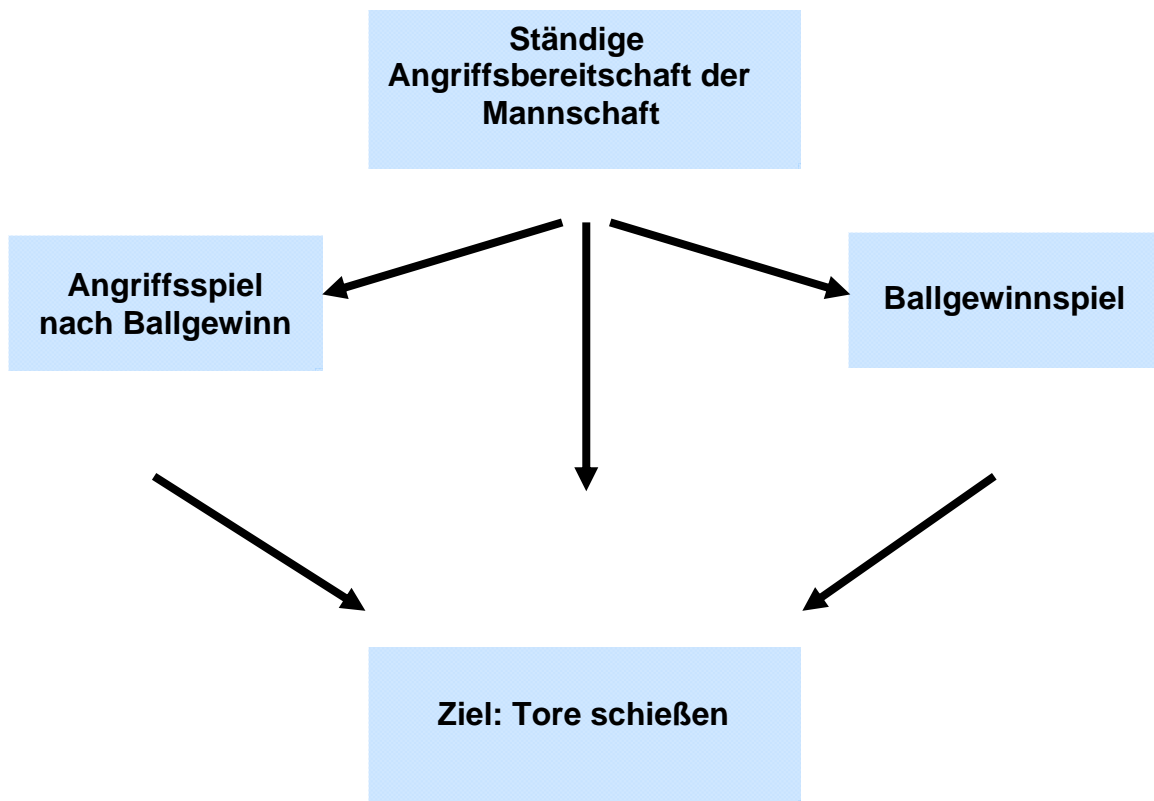 Ständige
Angriffsbereitschaft der
Mannschaft
Angriffsspiel
nach Ballgewinn
Ballgewinnspiel
Ziel: Tore schießen